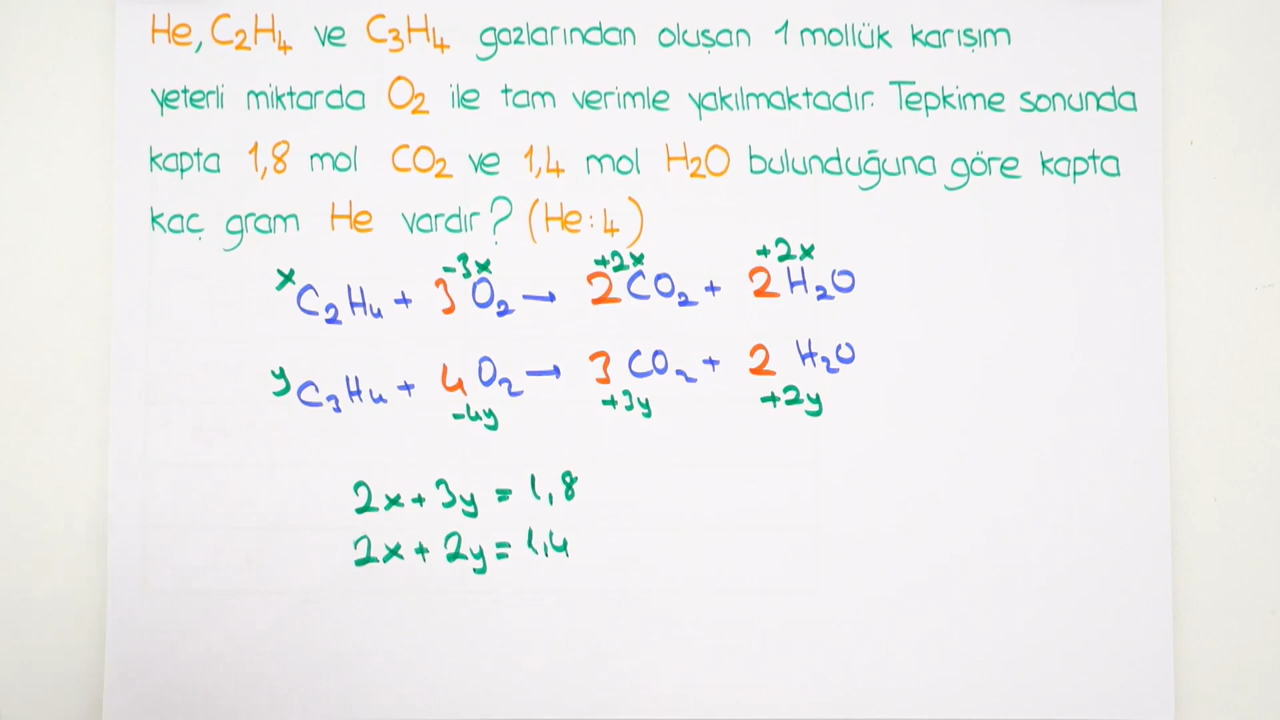 He, C₂H₄ ve C₃H₄ gazlarından oluşan 1 mollük karışım
yeterli miktarda O₂ ile tam verimle yakılmaktadır. Tepkime sonunda
kapta 1,8 mol CO₂ ve 1,4 mol H₂O bulunduğuna göre kapta
kaç gram He vardır? (He:4)
-3x +2x +2x
x C₂H₄ + 3 O₂ → 2 CO₂ + 2 H₂O
y C₃H₄ + 4 O₂ → 3 CO₂ + 2 H₂O
-4y +3y +2y
2x + 3y = 1,8
2x + 2y = 1,4